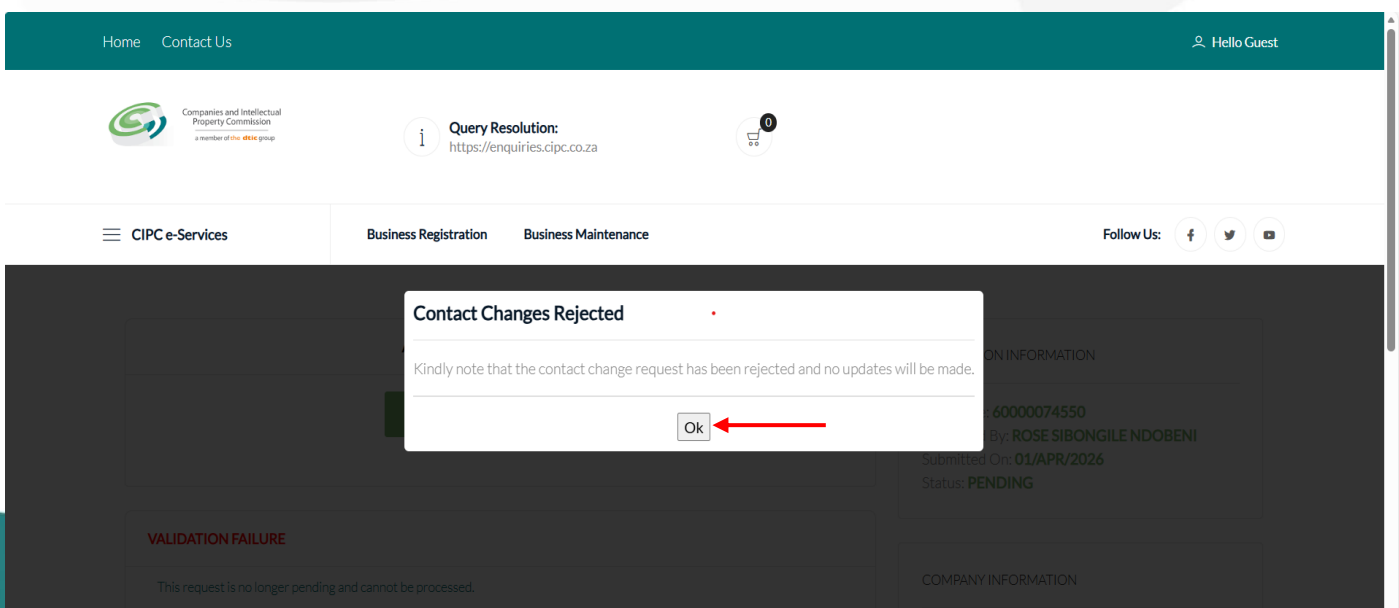 Home Contact Us Hello Guest
Companies and Intellectual
Property Commission
a member of the dtic group
Query Resolution:
https://enquiries.cipc.co.za
0
CIPC e-Services Business Registration Business Maintenance Follow Us:
Contact Changes Rejected
Kindly note that the contact change request has been rejected and no updates will be made.
Ok
ON INFORMATION
: 60000074550
By: ROSE SIBONGILE NDOBENI
Submitted On: 01/APR/2026
Status: PENDING
VALIDATION FAILURE
This request is no longer pending and cannot be processed.
COMPANY INFORMATION